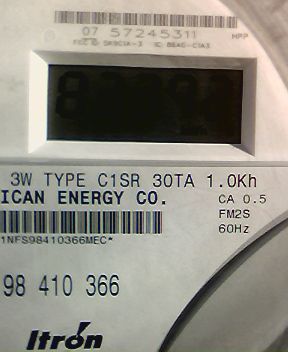 07 57245311
HPP
3W TYPE C1SR 30TA 1.0Kh
ICAN ENERGY CO.
CA 0.5
FM2S
60Hz
1NFS98410366MEC*
98 410 366
Itron